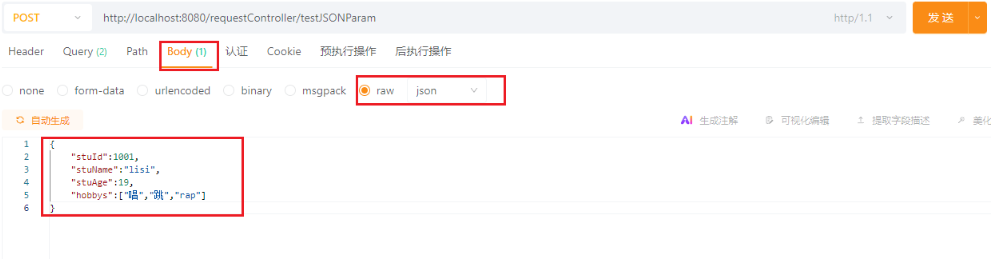 POST http://localhost:8080/requestController/testJSONParam http/1.1 发 送
Header Query (2) Path Body (1) 认证 Cookie 预执行操作 后执行操作
none form-data urlencoded binary msgpack raw json
自动生成 AI 生成注解 可视化编辑 提取字段描述 美化
1 {
2 "stuId":1001,
3 "stuName":"lisi",
4 "stuAge":19,
5 "hobbys":["唱","跳","rap"]
6 }